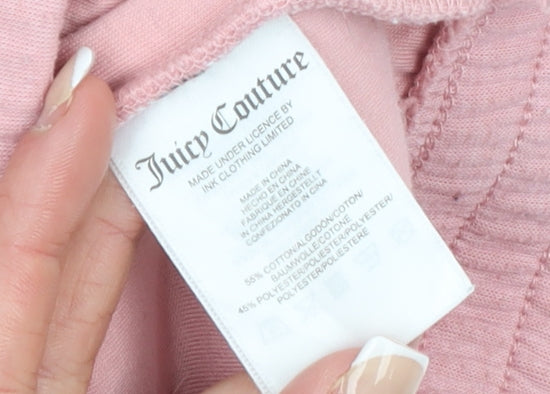 Juicy Couture
MADE UNDER LICENCE BY
INK CLOTHING LIMITED
MADE IN CHINA
HECHO EN CHINA
FABRIQUE EN CHINE
IN CHINA HERGESTELLT
CONFEZIONATO IN CINA
55% COTTON/ALGODÓN/COTON/
BAUMWOLLE/COTONE
45% POLYESTER/POLIESTER/POLYESTER/
POLYESTER/POLIESTERE